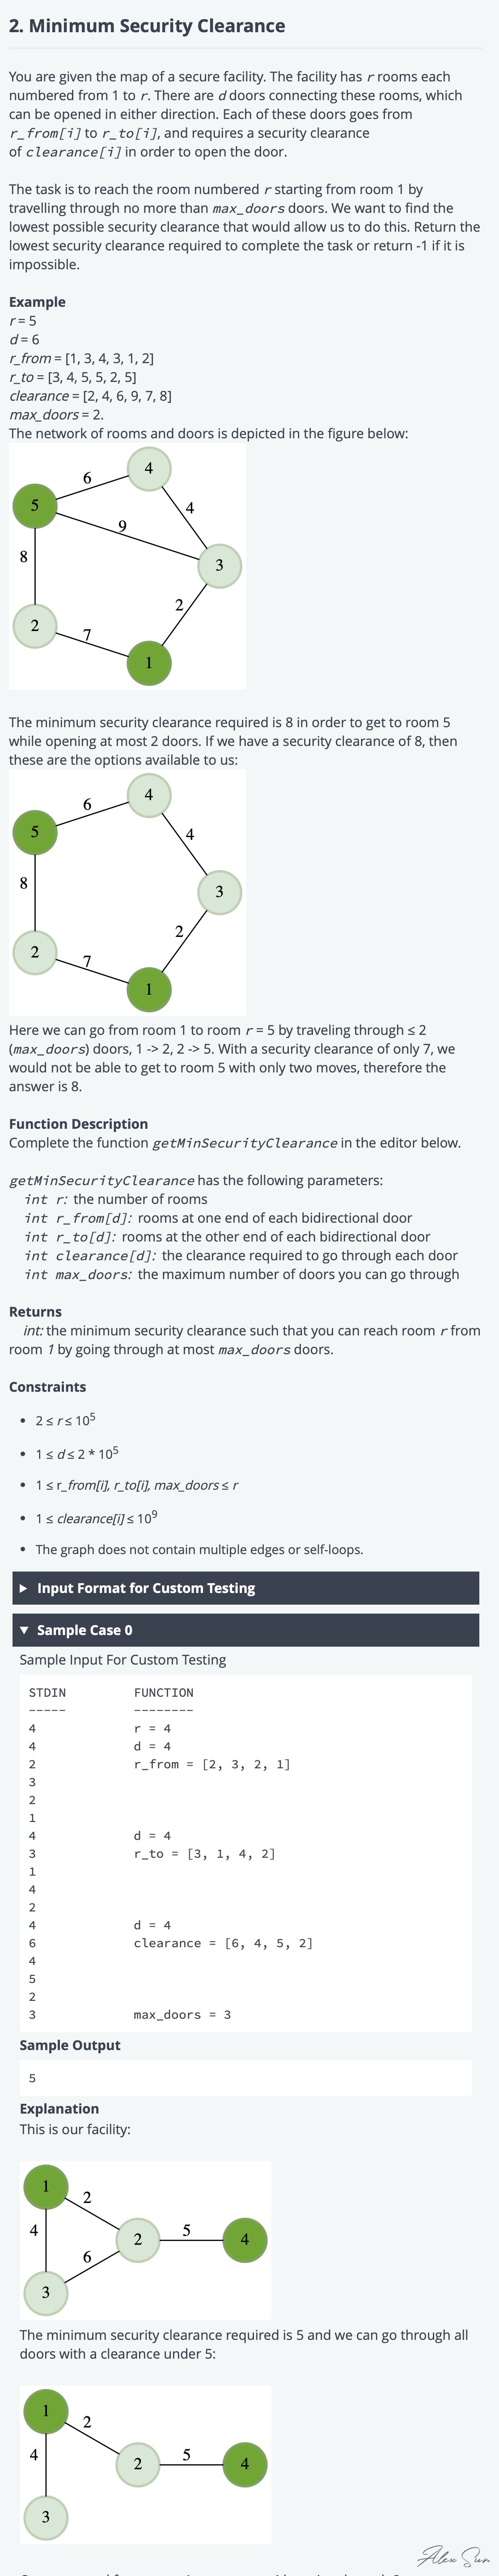 2. Minimum Security Clearance
You are given the map of a secure facility. The facility has r rooms each
numbered from 1 to r. There are d doors connecting these rooms, which
can be opened in either direction. Each of these doors goes from
r_from[i] to r_to[i], and requires a security clearance
of clearance[i] in order to open the door.
The task is to reach the room numbered r starting from room 1 by
travelling through no more than max_doors doors. We want to find the
lowest possible security clearance that would allow us to do this. Return the
lowest security clearance required to complete the task or return -1 if it is
impossible.
Example
r = 5
d = 6
r_from = [1, 3, 4, 3, 1, 2]
r_to = [3, 4, 5, 5, 2, 5]
clearance = [2, 4, 6, 9, 7, 8]
max_doors = 2.
The network of rooms and doors is depicted in the figure below:
4
6
5
4
9
8
3
2
2
7
1
The minimum security clearance required is 8 in order to get to room 5
while opening at most 2 doors. If we have a security clearance of 8, then
these are the options available to us:
4
6
5
4
8
3
2
2
7
1
Here we can go from room 1 to room r = 5 by traveling through ≤ 2
(max_doors) doors, 1 -> 2, 2 -> 5. With a security clearance of only 7, we
would not be able to get to room 5 with only two moves, therefore the
answer is 8.
Function Description
Complete the function getMinSecurityClearance in the editor below.
getMinSecurityClearance has the following parameters:
int r: the number of rooms
int r_from[d]: rooms at one end of each bidirectional door
int r_to[d]: rooms at the other end of each bidirectional door
int clearance[d]: the clearance required to go through each door
int max_doors: the maximum number of doors you can go through
Returns
int: the minimum security clearance such that you can reach room r from
room 1 by going through at most max_doors doors.
Constraints
• 2 ≤ r ≤ 10⁵
• 1 ≤ d ≤ 2 * 10⁵
• 1 ≤ r_from[i], r_to[i], max_doors ≤ r
• 1 ≤ clearance[i] ≤ 10⁹
• The graph does not contain multiple edges or self-loops.
▶ Input Format for Custom Testing
▼ Sample Case 0
Sample Input For Custom Testing
STDIN FUNCTION
----- --------
4 r = 4
4 d = 4
2 r_from = [2, 3, 2, 1]
3
2
1
4 d = 4
3 r_to = [3, 1, 4, 2]
1
4
2
4 d = 4
6 clearance = [6, 4, 5, 2]
4
5
2
3 max_doors = 3
Sample Output
5
Explanation
This is our facility:
1
2
4
2
5
4
6
3
The minimum security clearance required is 5 and we can go through all
doors with a clearance under 5:
1
2
4
2
5
4
3
Alex Sun